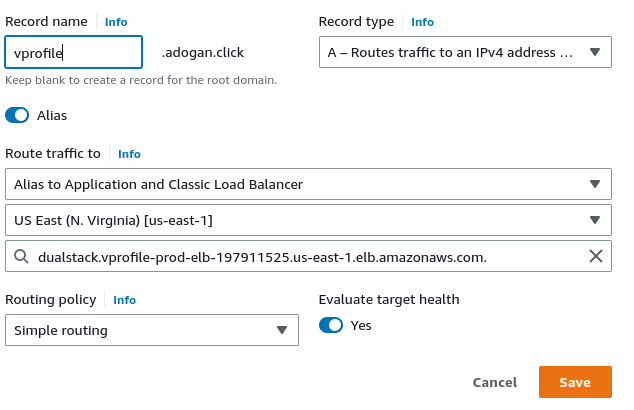 Record name Info
Record type Info
vprofile .adogan.click
A – Routes traffic to an IPv4 address …
Keep blank to create a record for the root domain.
Alias
Route traffic to Info
Alias to Application and Classic Load Balancer
US East (N. Virginia) [us-east-1]
dualstack.vprofile-prod-elb-197911525.us-east-1.elb.amazonaws.com.
Routing policy Info
Evaluate target health
Simple routing
Yes
Cancel Save